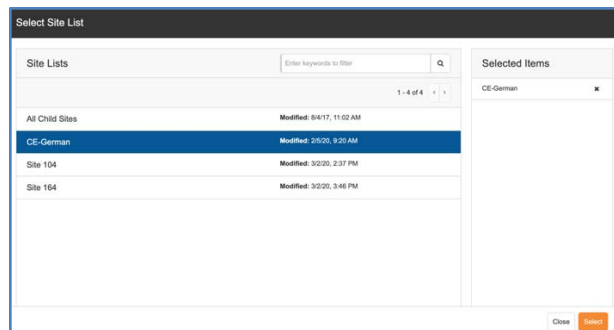 Select Site List
Site Lists
Enter keywords to filter
Selected Items
1 - 4 of 4
CE-German
All Child Sites Modified: 8/4/17, 11:02 AM
CE-German Modified: 2/5/20, 9:20 AM
Site 104 Modified: 3/2/20, 2:37 PM
Site 164 Modified: 3/2/20, 3:46 PM
Close Select